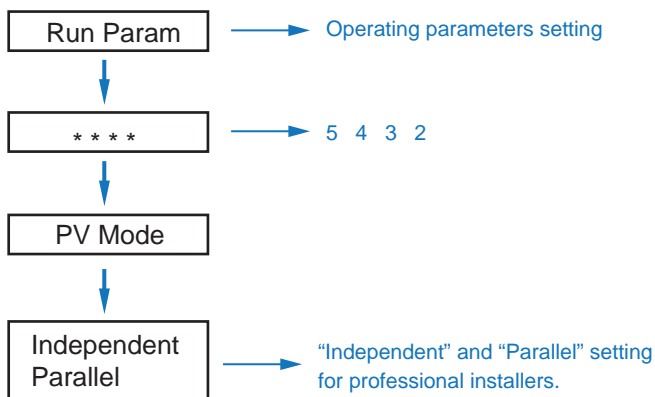 Run Param
Operating parameters setting
* * * *
5 4 3 2
PV Mode
Independent
Parallel
“Independent” and “Parallel” setting
for professional installers.